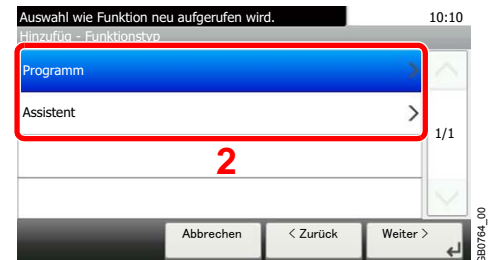 Auswahl wie Funktion neu aufgerufen wird.
10:10
Hinzufüg - Funktionstyp
Programm
Assistent
1/1
2
Abbrechen
< Zurück
Weiter >
GB0764_00